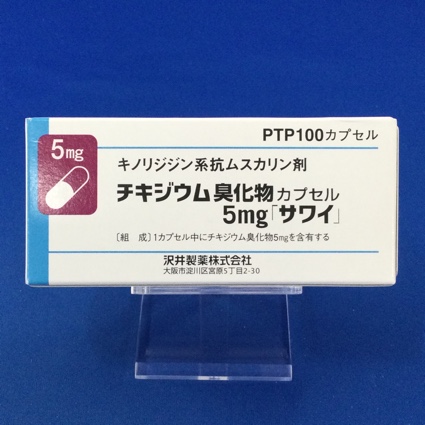 PTP100カプセル
5mg
キノリジジン系抗ムスカリン剤
チキジウム臭化物カプセル
5mg「サワイ」
〔組 成〕1カプセル中にチキジウム臭化物5mgを含有する
沢井製薬株式会社
大阪市淀川区宮原5丁目2-30